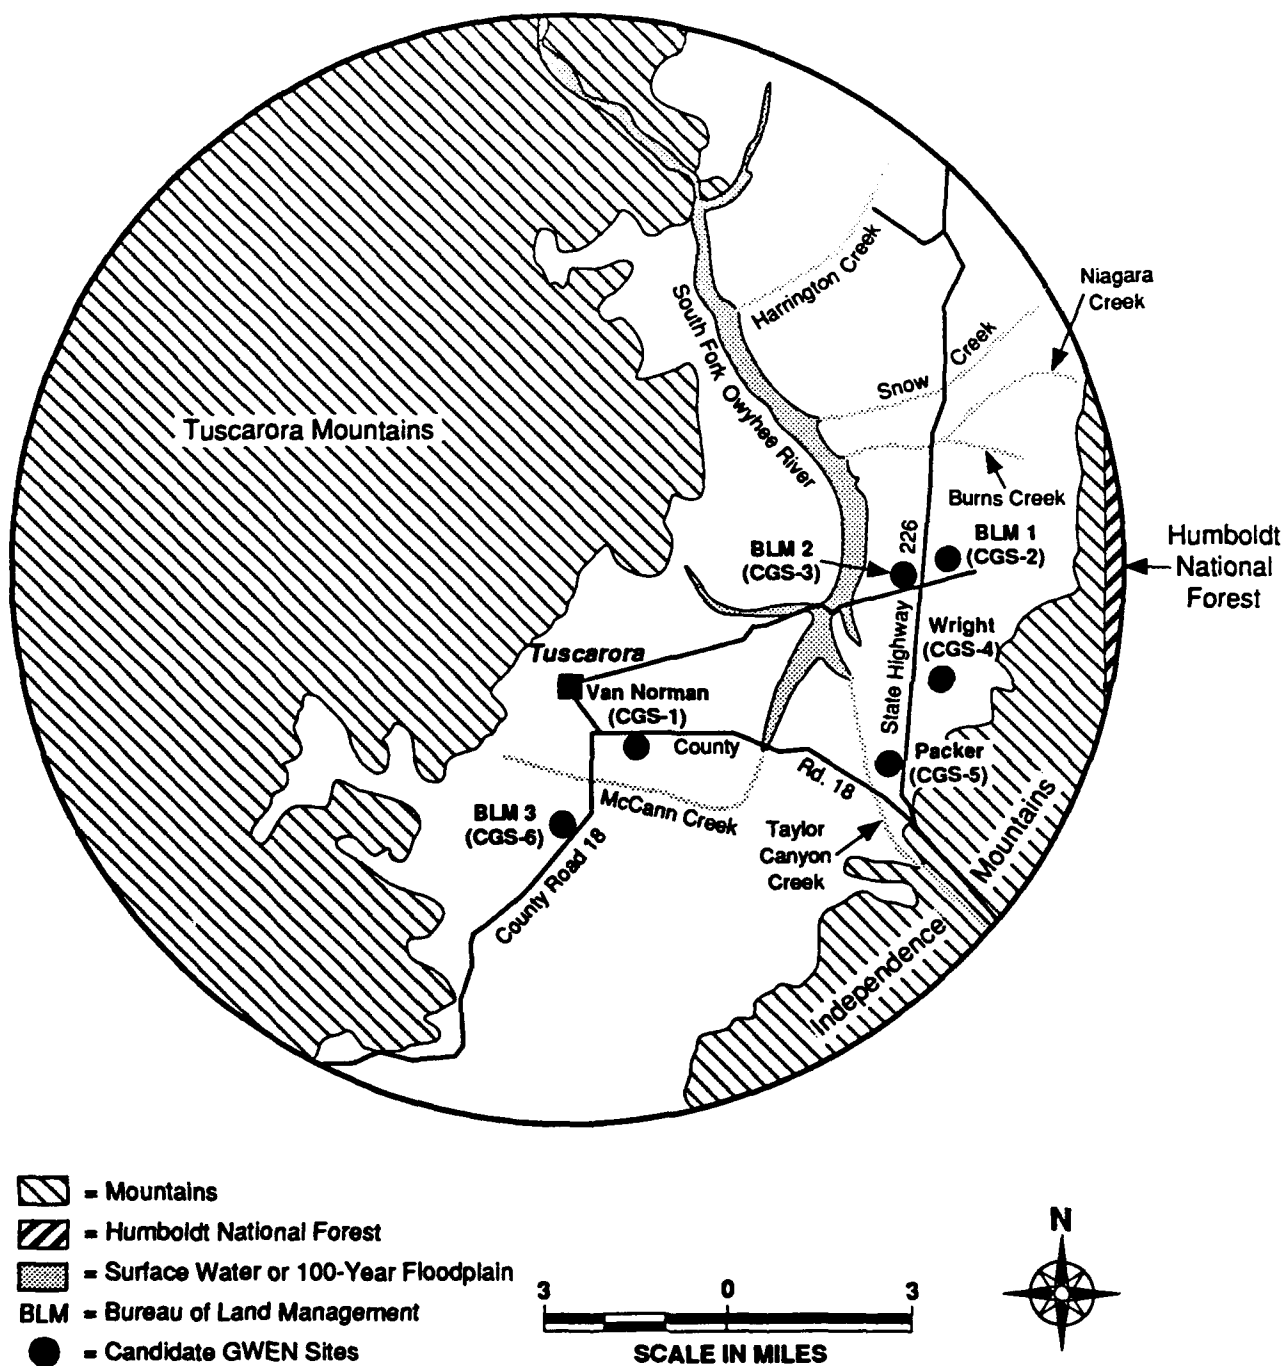 Niagara
Creek
Harrington Creek
Snow Creek
South Fork Owyhee River
Tuscarora Mountains
Burns Creek
Humboldt
National
Forest
226
BLM 1
(CGS-2)
BLM 2
(CGS-3)
State Highway
Wright
(CGS-4)
Tuscarora
Van Norman
(CGS-1)
County
Rd. 18
Packer
(CGS-5)
McCann Creek
BLM 3
(CGS-6)
County Road 18
Taylor
Canyon
Creek
Mountains
Independence
= Mountains
= Humboldt National Forest
= Surface Water or 100-Year Floodplain
BLM = Bureau of Land Management
= Candidate GWEN Sites
3 0 3
SCALE IN MILES
N